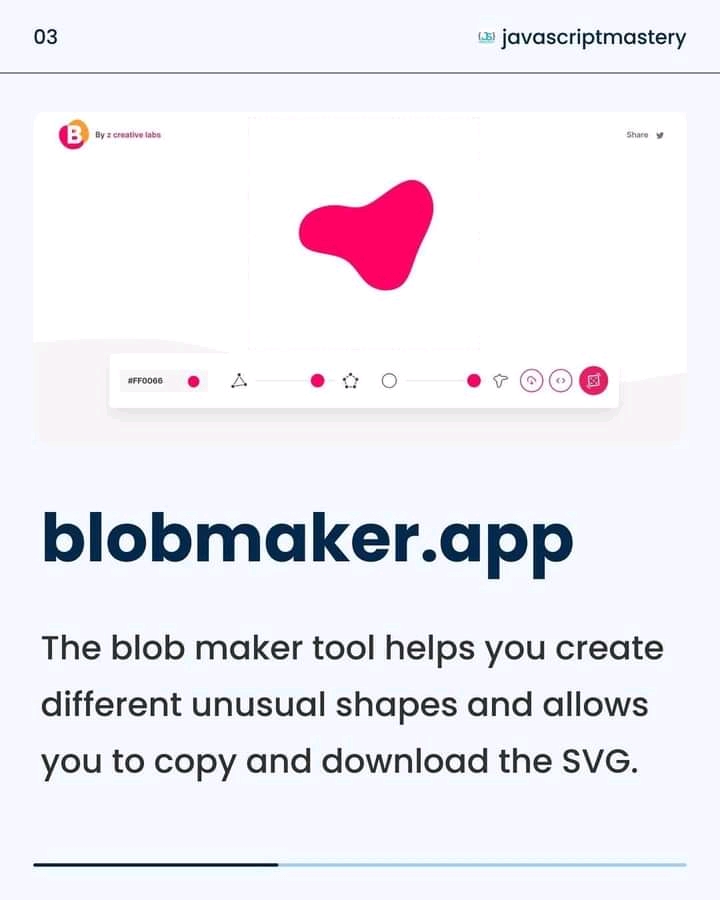 03
{JS} javascriptmastery
B By z creative labs
Share
#FF0066
blobmaker.app
The blob maker tool helps you create
different unusual shapes and allows
you to copy and download the SVG.